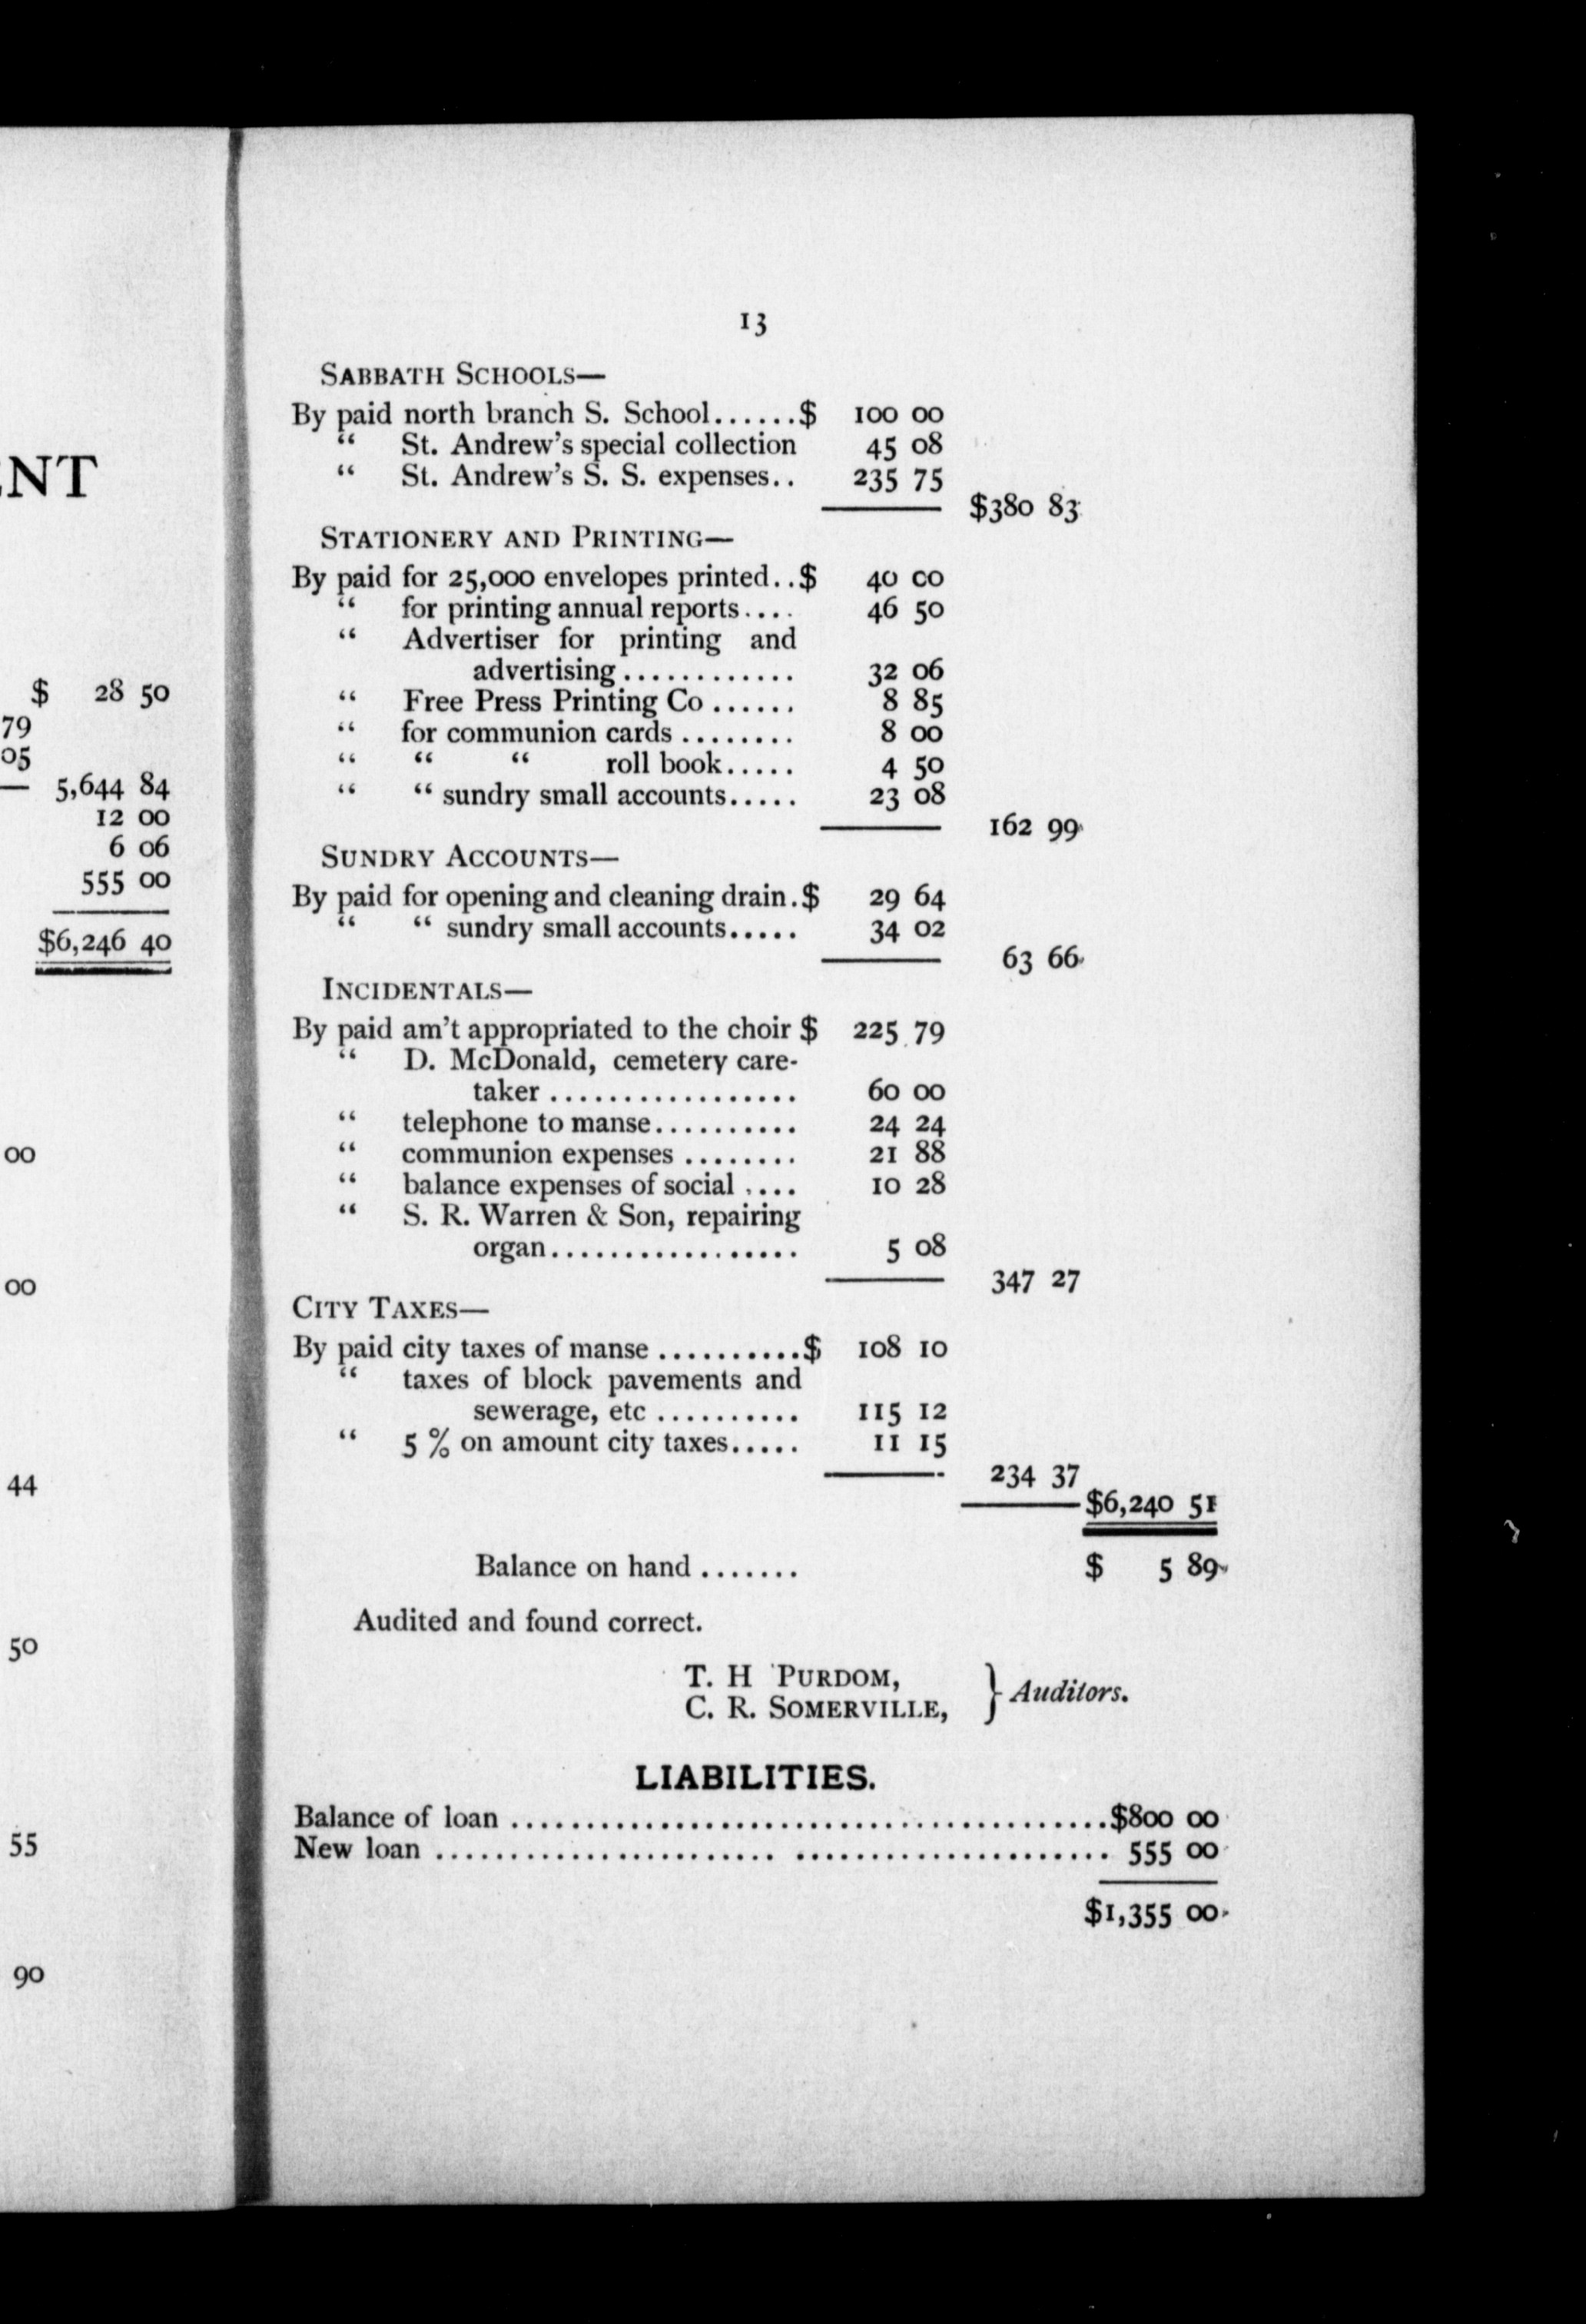 ENT
$ 28 50
79
05
— 5,644 84
12 00
6 06
555 00
$6,246 40
00
00
44
50
55
90
13
SABBATH SCHOOLS—
By paid north branch S. School......$ 100 00
“ St. Andrew's special collection 45 08
“ St. Andrew's S. S. expenses.. 235 75
$380 83
STATIONERY AND PRINTING—
By paid for 25,000 envelopes printed..$ 40 00
“ for printing annual reports.... 46 50
“ Advertiser for printing and
advertising............ 32 06
“ Free Press Printing Co ...... 8 85
“ for communion cards ........ 8 00
“ “ “ roll book..... 4 50
“ “ sundry small accounts..... 23 08
162 99
SUNDRY ACCOUNTS—
By paid for opening and cleaning drain.$ 29 64
“ “ sundry small accounts..... 34 02
63 66
INCIDENTALS—
By paid am't appropriated to the choir $ 225 79
“ D. McDonald, cemetery care-
taker ................. 60 00
“ telephone to manse.......... 24 24
“ communion expenses ........ 21 88
“ balance expenses of social .... 10 28
“ S. R. Warren & Son, repairing
organ................. 5 08
347 27
CITY TAXES—
By paid city taxes of manse ..........$ 108 10
“ taxes of block pavements and
sewerage, etc .......... 115 12
“ 5 % on amount city taxes..... 11 15
234 37
$6,240 51
Balance on hand ....... $ 5 89
Audited and found correct.
T. H PURDOM,
C. R. SOMERVILLE, } Auditors.
LIABILITIES.
Balance of loan ........................................$800 00
New loan ............................................ 555 00
$1,355 00